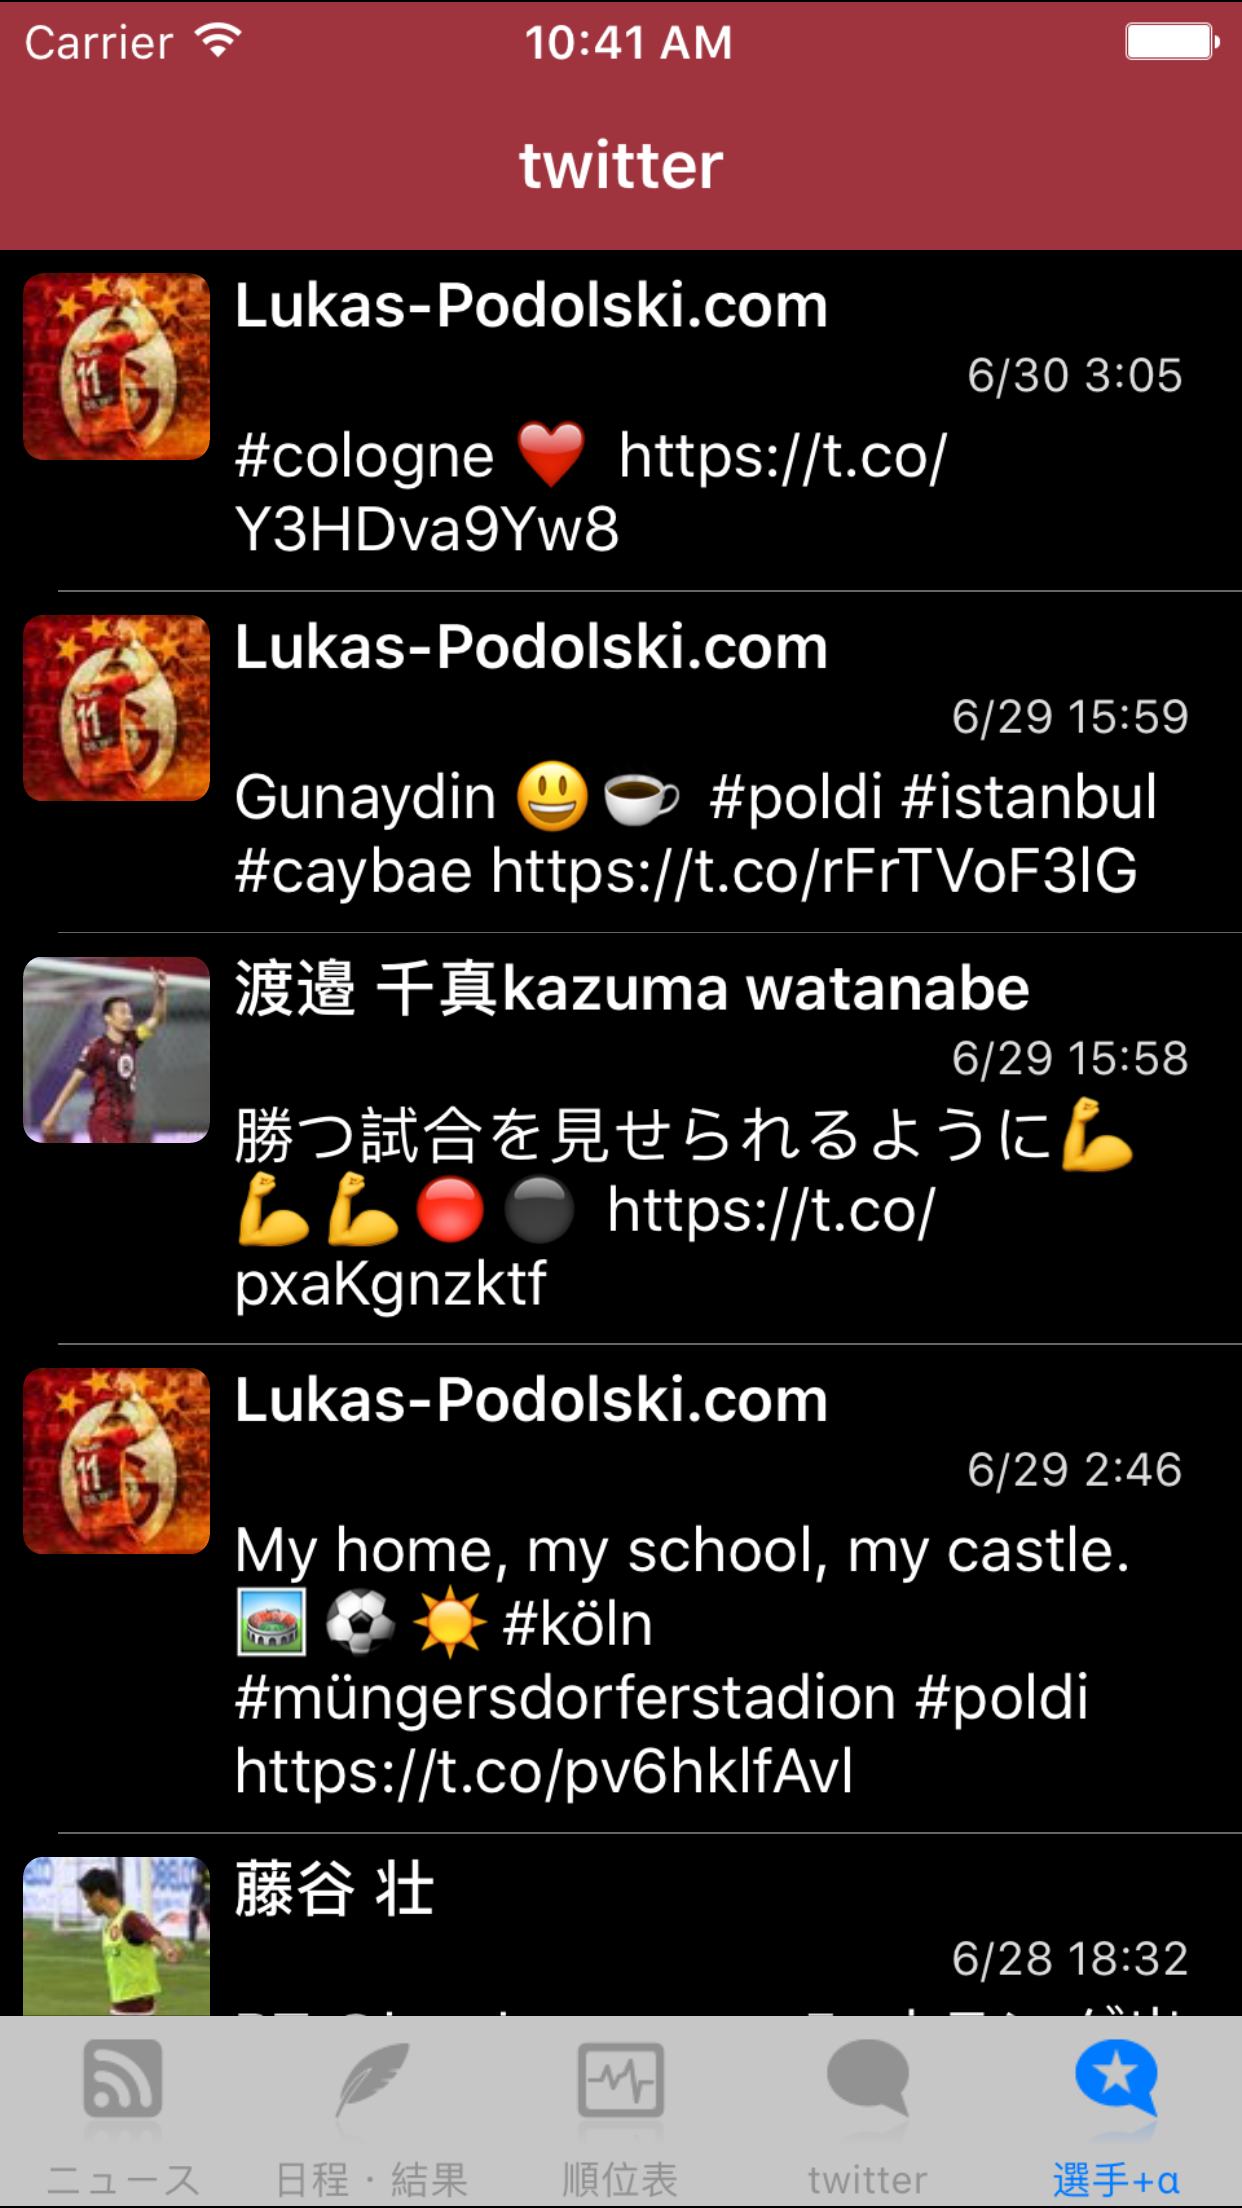 Carrier 10:41 AM
twitter
Lukas-Podolski.com
6/30 3:05
#cologne ❤️ https://t.co/
Y3HDva9Yw8
Lukas-Podolski.com
6/29 15:59
Gunaydin 😃☕️ #poldi #istanbul
#caybae https://t.co/rFrTVoF3lG
渡邉 千真kazuma watanabe
6/29 15:58
勝つ試合を見せられるように💪
💪💪🔴⚫️ https://t.co/
pxaKgnzktf
Lukas-Podolski.com
6/29 2:46
My home, my school, my castle.
🏟⚽️☀️ #köln
#müngersdorferstadion #poldi
https://t.co/pv6hklfAvl
藤谷 壮
6/28 18:32
ニュース 日程・結果 順位表 twitter 選手+α